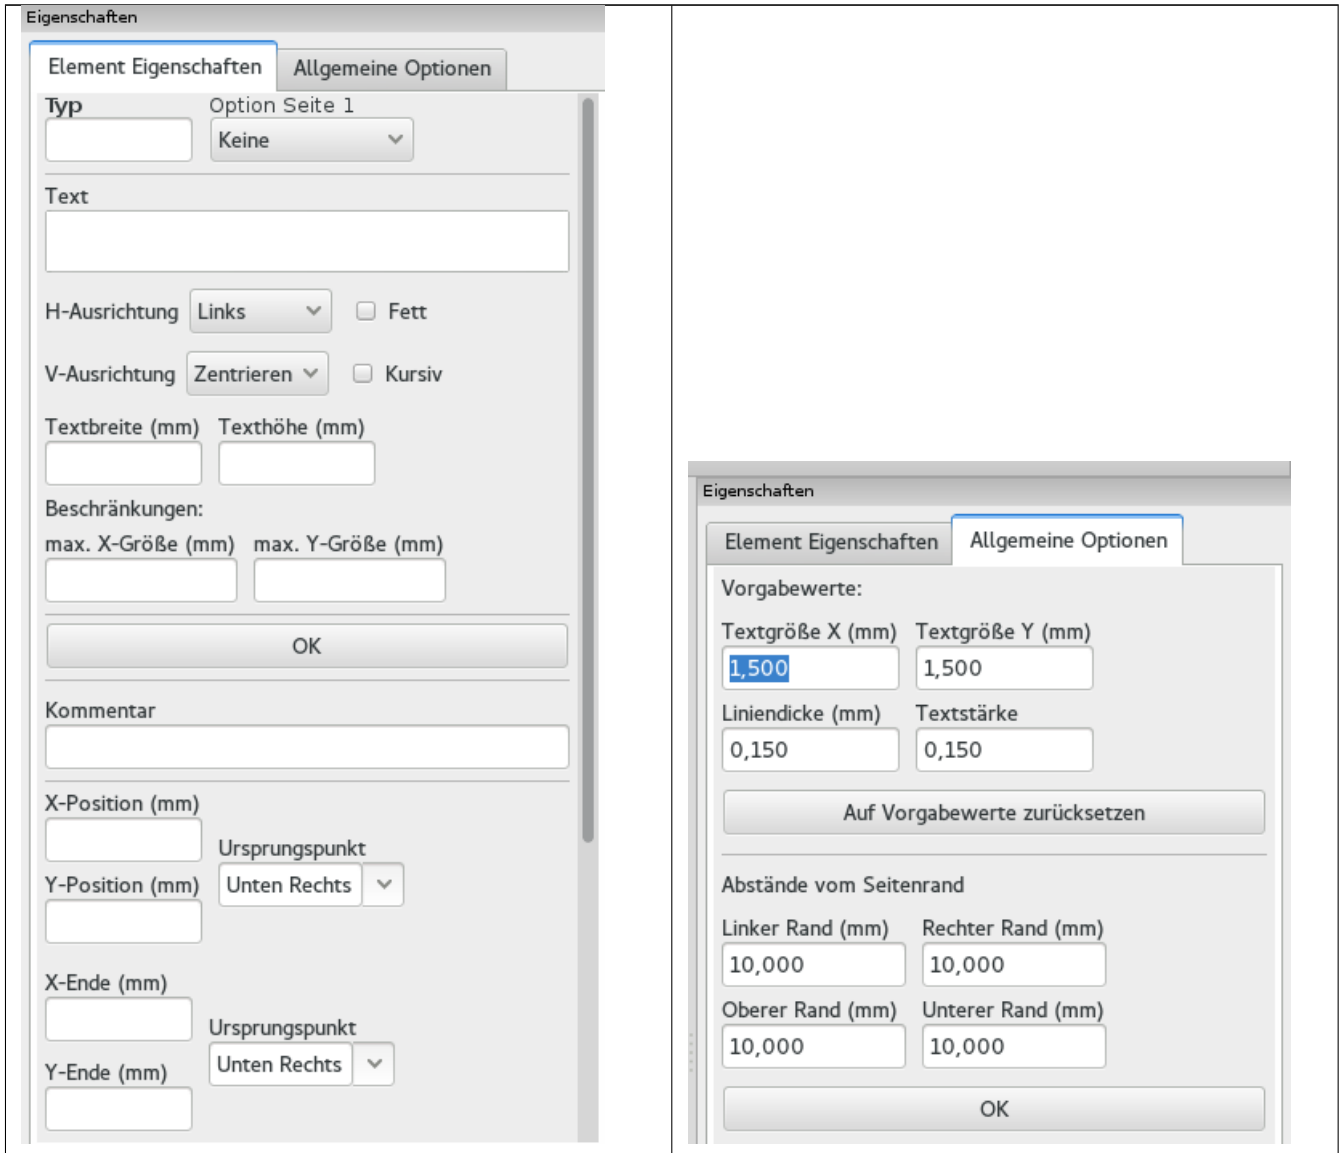 Eigenschaften
Element Eigenschaften Allgemeine Optionen
Typ Option Seite 1
Keine
Text
H-Ausrichtung Links Fett
V-Ausrichtung Zentrieren Kursiv
Textbreite (mm) Texthöhe (mm)
Beschränkungen:
max. X-Größe (mm) max. Y-Größe (mm)
OK
Kommentar
X-Position (mm)
Ursprungspunkt
Y-Position (mm) Unten Rechts
X-Ende (mm)
Ursprungspunkt
Unten Rechts
Y-Ende (mm)
Eigenschaften
Element Eigenschaften Allgemeine Optionen
Vorgabewerte:
Textgröße X (mm) Textgröße Y (mm)
1,500 1,500
Liniendicke (mm) Textstärke
0,150 0,150
Auf Vorgabewerte zurücksetzen
Abstände vom Seitenrand
Linker Rand (mm) Rechter Rand (mm)
10,000 10,000
Oberer Rand (mm) Unterer Rand (mm)
10,000 10,000
OK